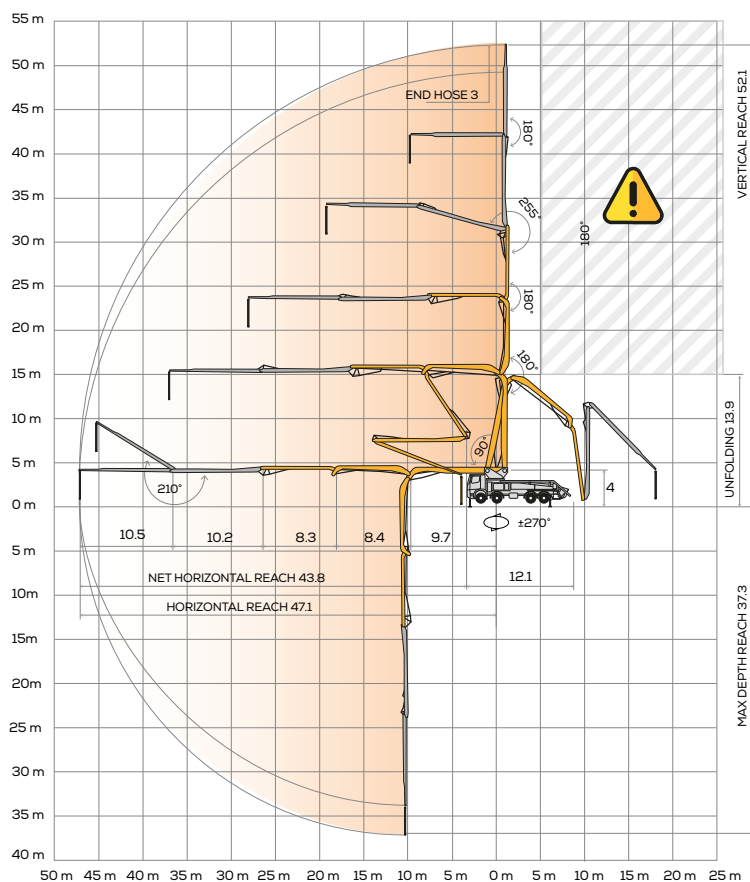 55 m
50 m
45 m
40 m
35 m
30 m
25 m
20 m
15 m
10 m
5 m
0 m
5 m
10m
15m
20m
25 m
30 m
35 m
40 m
END HOSE 3
180°
255°
180°
180°
180°
90°
210°
4
±270°
10.5 10.2 8.3 8.4 9.7
12.1
NET HORIZONTAL REACH 43.8
HORIZONTAL REACH 47.1
VERTICAL REACH 52.1
UNFOLDING 13.9
MAX DEPTH REACH 37.3
50 m 45 m 40 m 35 m 30 m 25 m 20 m 15 m 10 m 5 m 0 m 5 m 10 m 15 m 20 m 25 m